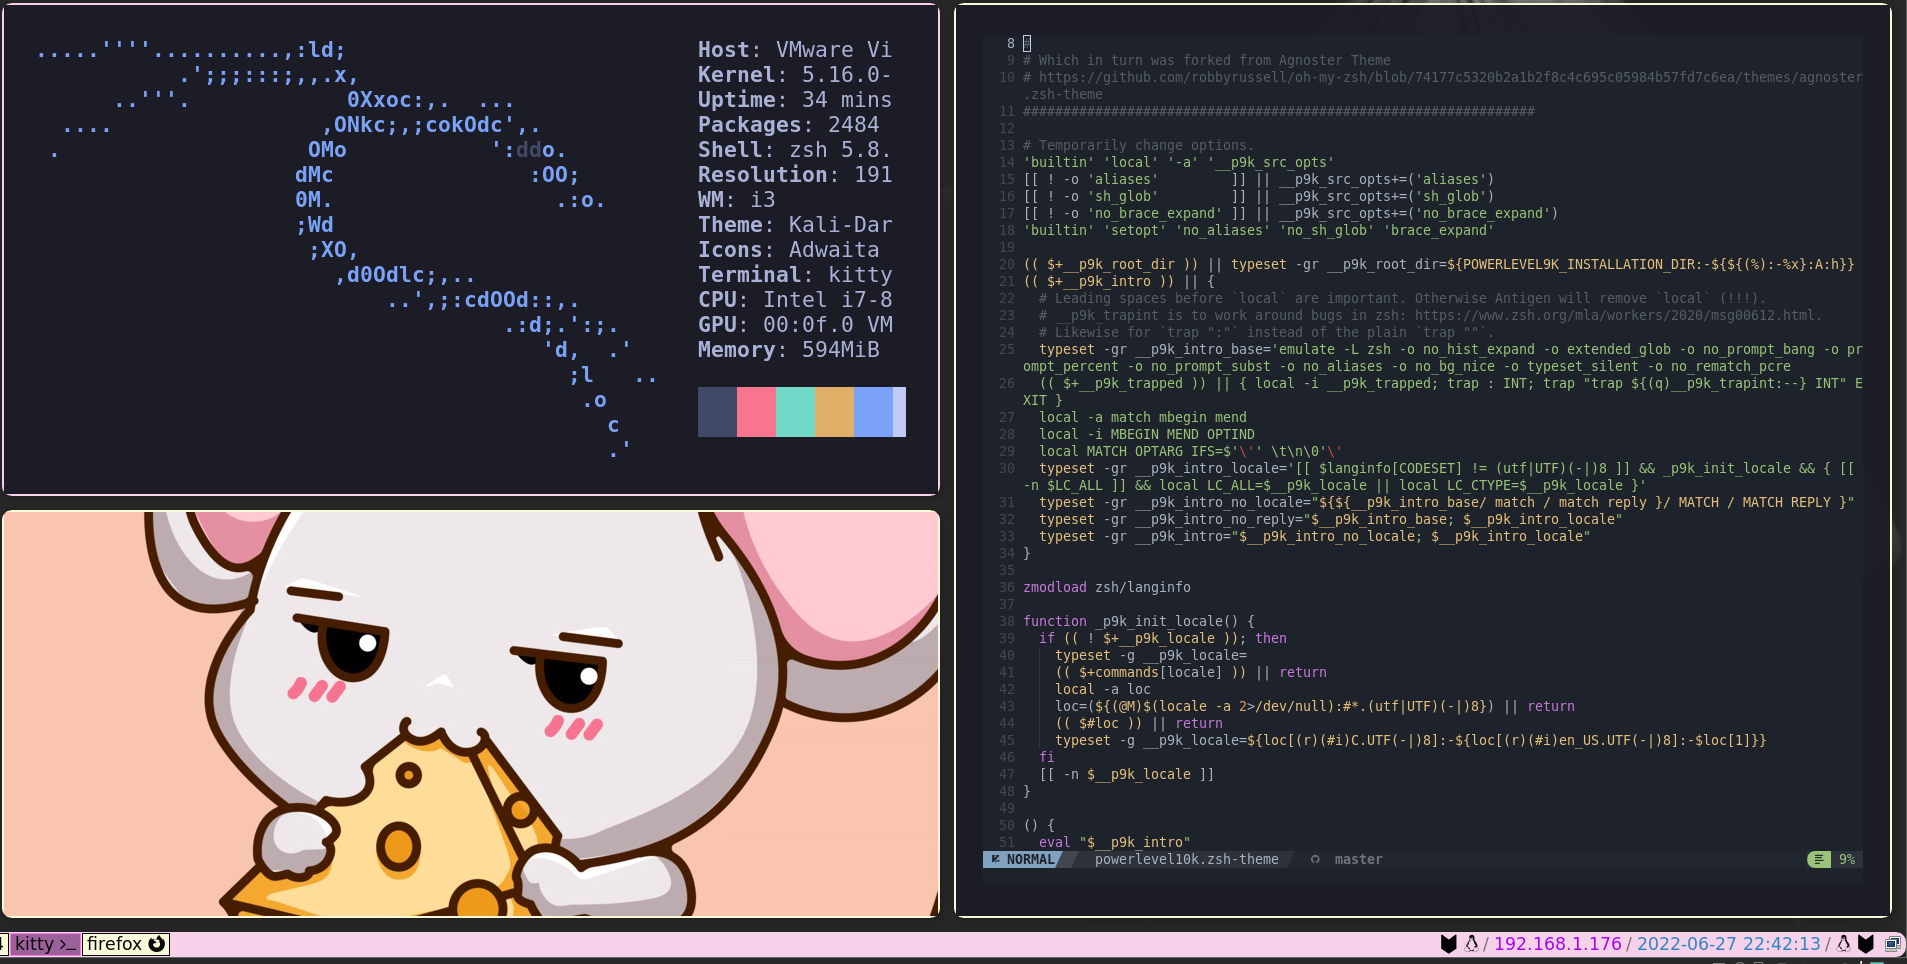 .....''''..........,:ld;
.';;;:::;,,.x,
..'''. 0Xxoc:,. ...
.... ,ONkc;,;cokOdc',.
. OMo ':ddo.
dMc :OO;
0M. .:o.
;Wd
;XO,
,d0Odlc;,..
..',;:cdOOd::,.
.:d;.':;.
'd, .'
;l ..
.o
c
.'
Host: VMware Vi
Kernel: 5.16.0-
Uptime: 34 mins
Packages: 2484
Shell: zsh 5.8.
Resolution: 191
WM: i3
Theme: Kali-Dar
Icons: Adwaita
Terminal: kitty
CPU: Intel i7-8
GPU: 00:0f.0 VM
Memory: 594MiB
8 #
9 # Which in turn was forked from Agnoster Theme
10 # https://github.com/robbyrussell/oh-my-zsh/blob/74177c5320b2a1b2f8c4c695c05984b57fd7c6ea/themes/agnoster
.zsh-theme
11 ################################################################
12
13 # Temporarily change options.
14 'builtin' 'local' '-a' '__p9k_src_opts'
15 [[ ! -o 'aliases'         ]] || __p9k_src_opts+=('aliases')
16 [[ ! -o 'sh_glob'         ]] || __p9k_src_opts+=('sh_glob')
17 [[ ! -o 'no_brace_expand' ]] || __p9k_src_opts+=('no_brace_expand')
18 'builtin' 'setopt' 'no_aliases' 'no_sh_glob' 'brace_expand'
19
20 (( $+__p9k_root_dir )) || typeset -gr __p9k_root_dir=${POWERLEVEL9K_INSTALLATION_DIR:-${${(%):-%x}:A:h}}
21 (( $+__p9k_intro )) || {
22   # Leading spaces before `local` are important. Otherwise Antigen will remove `local` (!!!).
23   # __p9k_trapint is to work around bugs in zsh: https://www.zsh.org/mla/workers/2020/msg00612.html.
24   # Likewise for `trap ":"` instead of the plain `trap ""`.
25   typeset -gr __p9k_intro_base='emulate -L zsh -o no_hist_expand -o extended_glob -o no_prompt_bang -o pr
ompt_percent -o no_prompt_subst -o no_aliases -o no_bg_nice -o typeset_silent -o no_rematch_pcre
26   (( $+__p9k_trapped )) || { local -i __p9k_trapped; trap : INT; trap "trap ${(q)__p9k_trapint:--} INT" E
XIT }
27   local -a match mbegin mend
28   local -i MBEGIN MEND OPTIND
29   local MATCH OPTARG IFS=$'\'' \t\n\0'\'
30   typeset -gr __p9k_intro_locale='[[ $langinfo[CODESET] != (utf|UTF)(-|)8 ]] && _p9k_init_locale && { [[
-n $LC_ALL ]] && local LC_ALL=$__p9k_locale || local LC_CTYPE=$__p9k_locale }'
31   typeset -gr __p9k_intro_no_locale="${${__p9k_intro_base/ match / match reply }/ MATCH / MATCH REPLY }"
32   typeset -gr __p9k_intro_no_reply="$__p9k_intro_base; $__p9k_intro_locale"
33   typeset -gr __p9k_intro="$__p9k_intro_no_locale; $__p9k_intro_locale"
34 }
35
36 zmodload zsh/langinfo
37
38 function _p9k_init_locale() {
39   if (( ! $+__p9k_locale )); then
40     typeset -g __p9k_locale=
41     (( $+commands[locale] )) || return
42     local -a loc
43     loc=(${(@M)$(locale -a 2>/dev/null):#*.(utf|UTF)(-|)8}) || return
44     (( $#loc )) || return
45     typeset -g __p9k_locale=${loc[(r)(#i)C.UTF(-|)8]:-${loc[(r)(#i)en_US.UTF(-|)8]:-$loc[1]}}
46   fi
47   [[ -n $__p9k_locale ]]
48 }
49
50 () {
51   eval "$__p9k_intro"
NORMAL powerlevel10k.zsh-theme master 9%
kitty >_ firefox
/ 192.168.1.176 / 2022-06-27 22:42:13 /